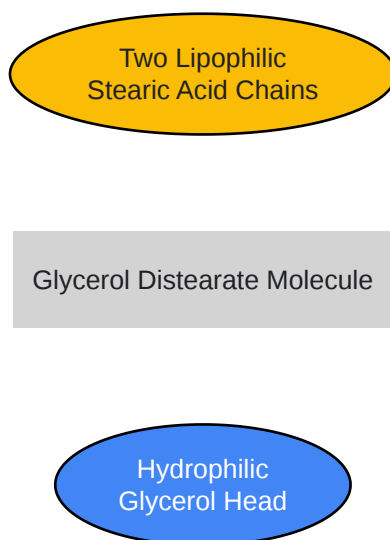 Two Lipophilic
Stearic Acid Chains
Glycerol Distearate Molecule
Hydrophilic
Glycerol Head